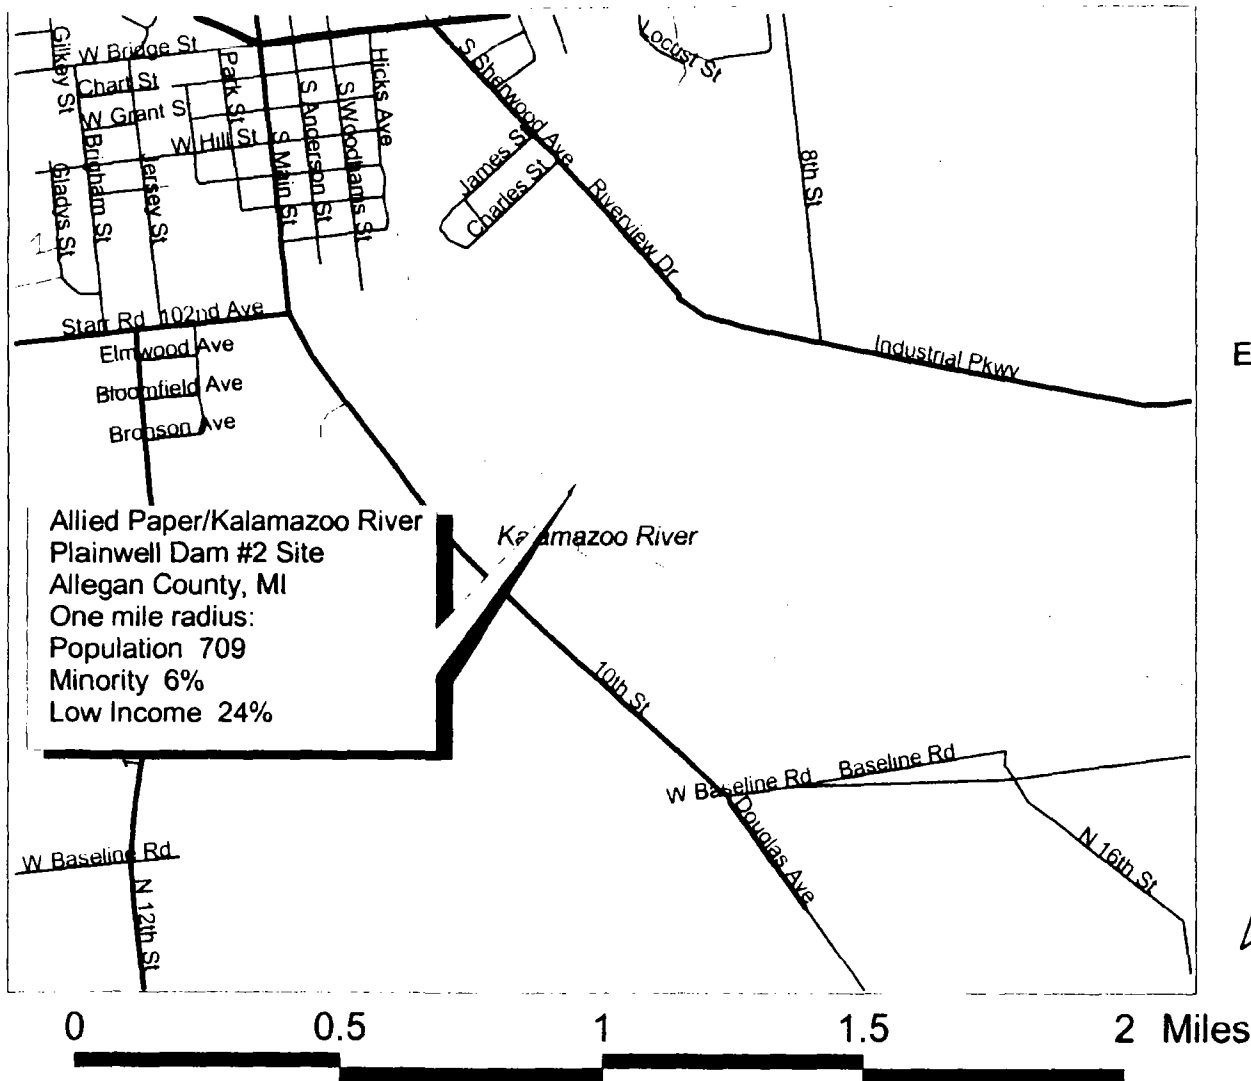 Gilkey St
W Bridge St
Chart St
W Grant S
W Hill St
Park St
S Main St
S Anderson St
S Woodhams St
Hicks Ave
S Sherwood Ave
Locust St
James St
Charles St
Riverview Dr
8th St
Gladys St
Brigham St
Jersey St
1
Starr Rd 102nd Ave
Elmwood Ave
Bloomfield Ave
Bronson Ave
Industrial Pkwy
E
Kalamazoo River
Allied Paper/Kalamazoo River
Plainwell Dam #2 Site
Allegan County, MI
One mile radius:
Population 709
Minority 6%
Low Income 24%
10th St
W Baseline Rd
Baseline Rd
Douglas Ave
N 16th St
W Baseline Rd
N 12th St
0 0.5 1 1.5 2 Miles